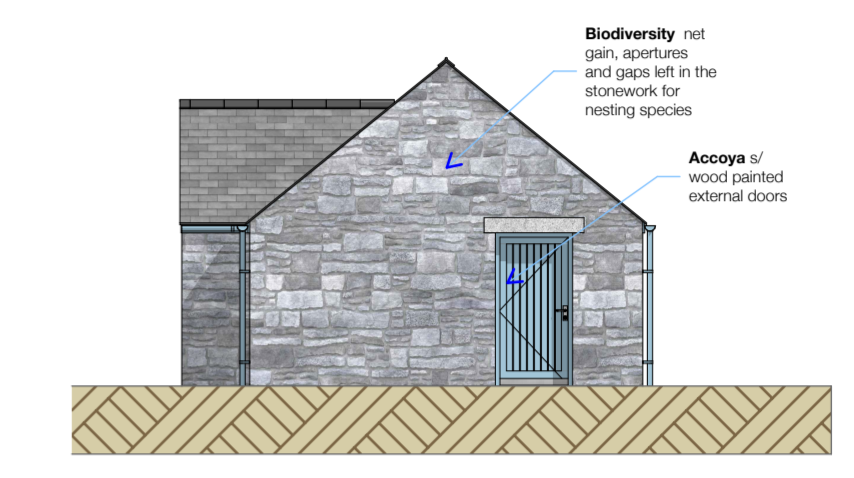 Biodiversity net
gain, apertures
and gaps left in the
stonework for
nesting species
Accoya s/
wood painted
external doors